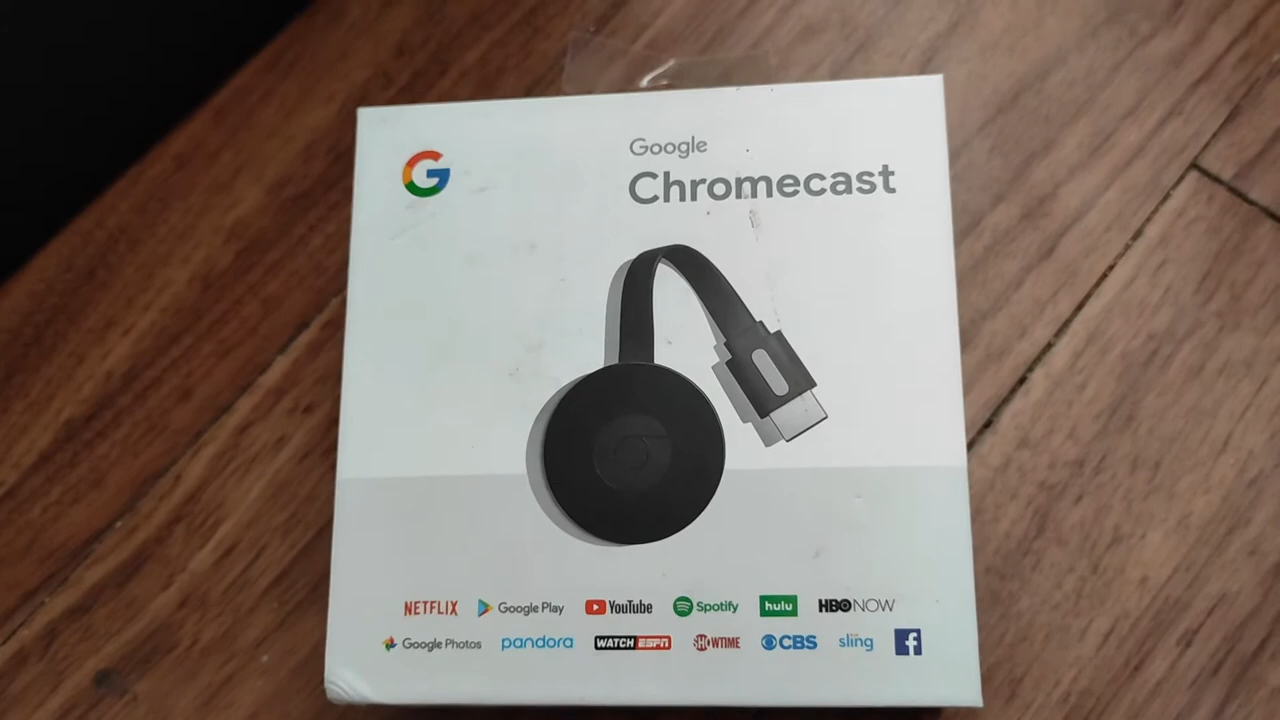 G
Google
Chromecast
NETFLIX Google Play YouTube Spotify hulu HBO NOW
Google Photos pandora WATCH ESPN SHOWTIME CBS sling f